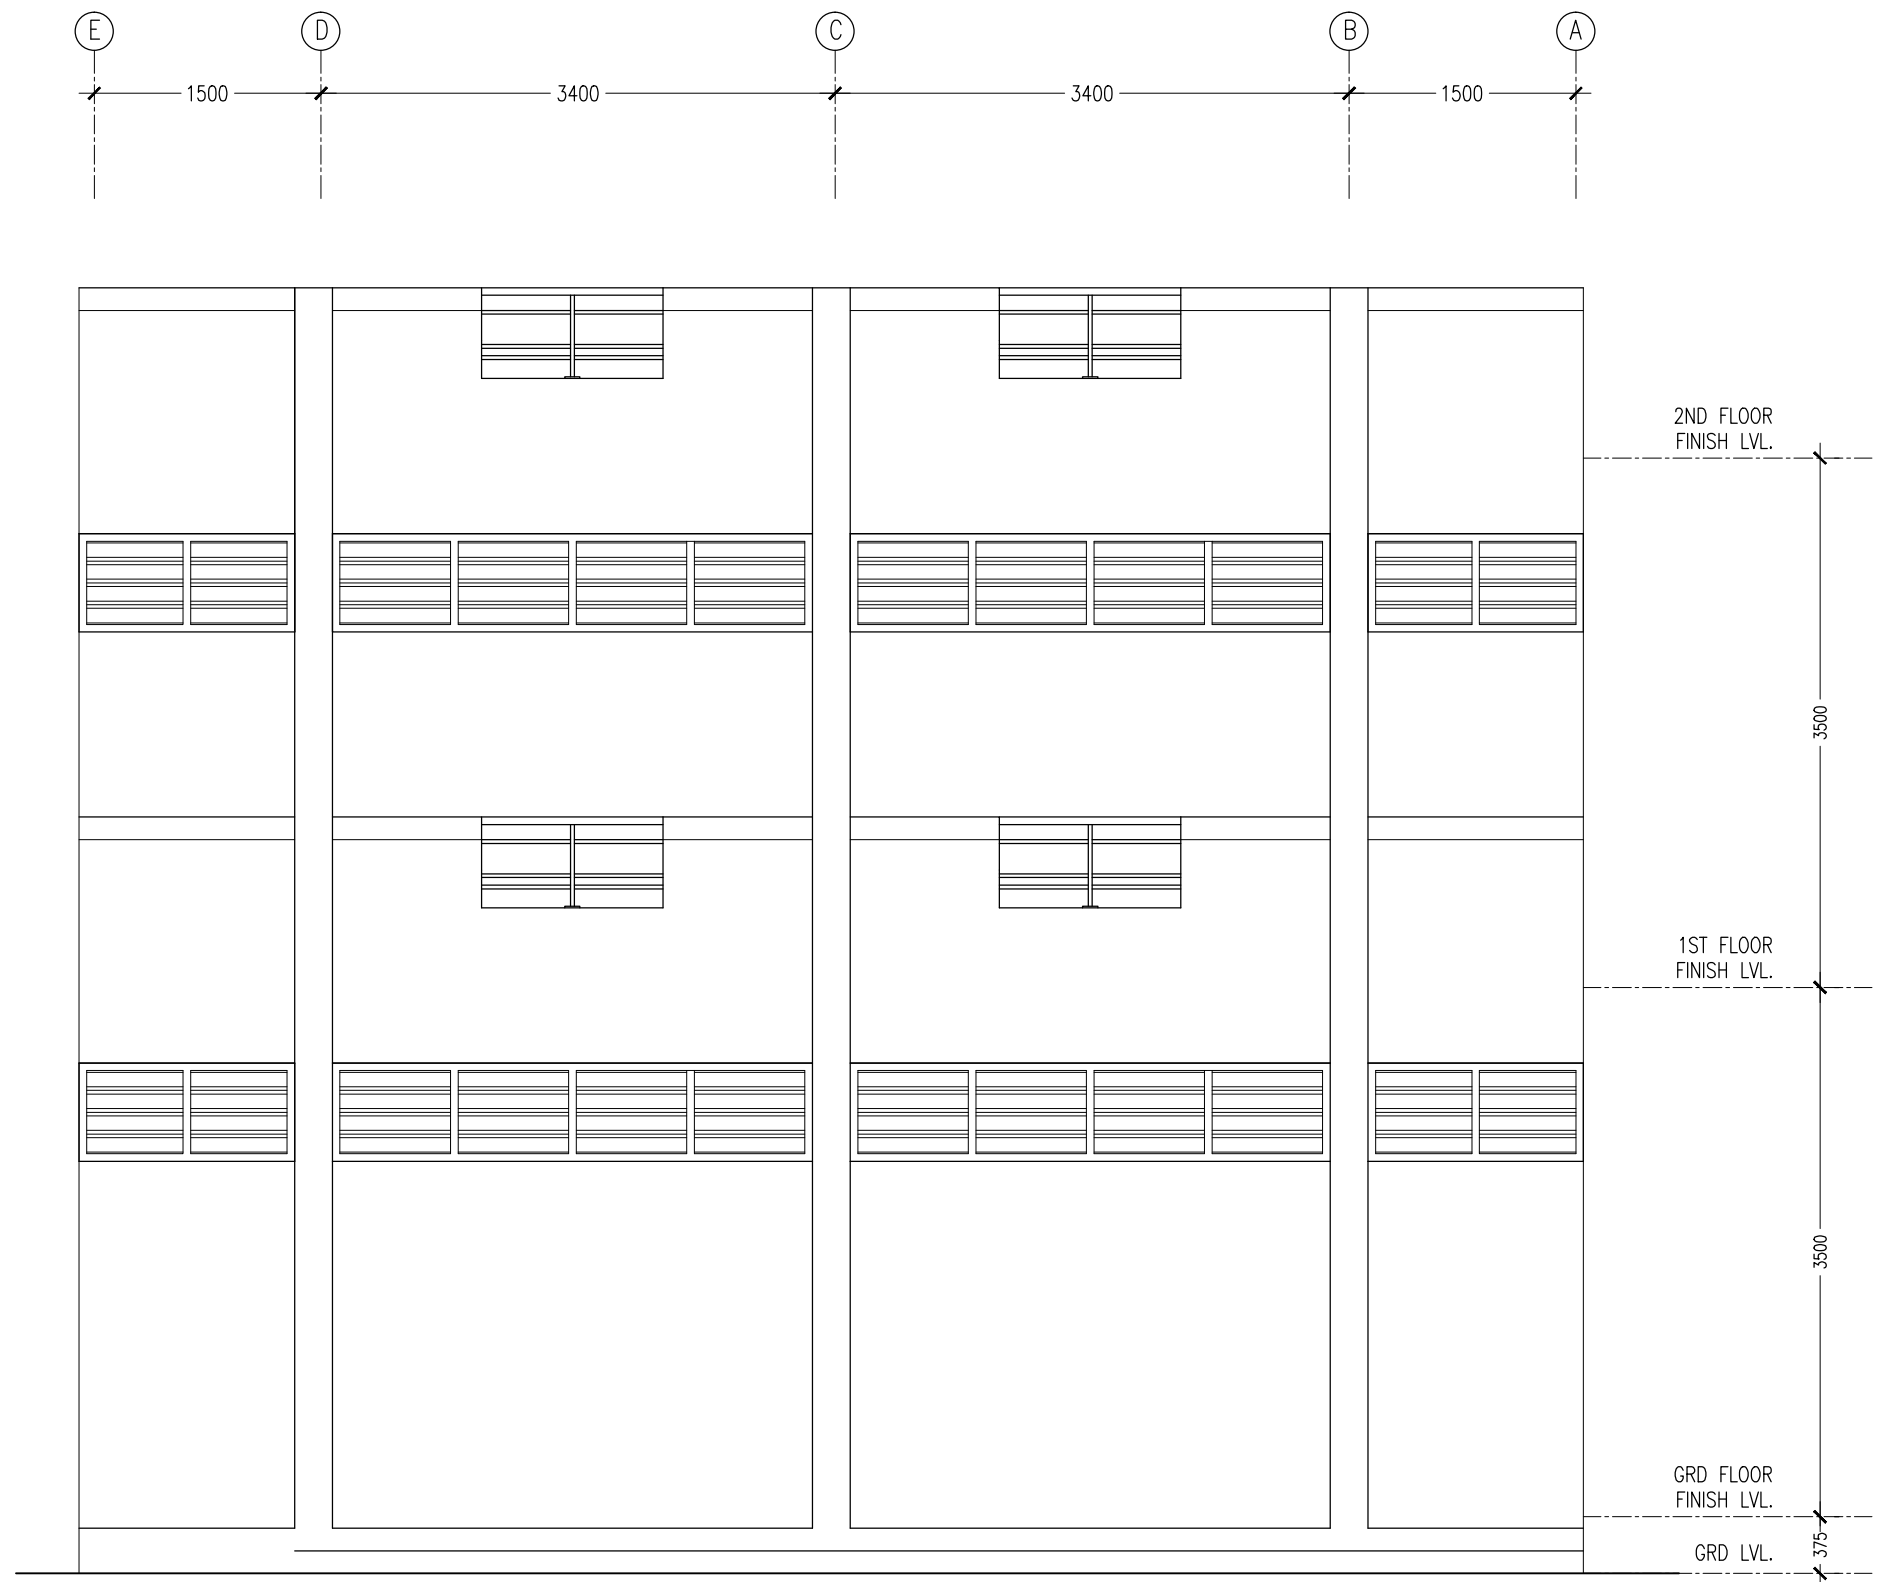 E D C B A
1500 3400 3400 1500
2ND FLOOR
FINISH LVL.
3500
1ST FLOOR
FINISH LVL.
3500
GRD FLOOR
FINISH LVL.
375
GRD LVL.